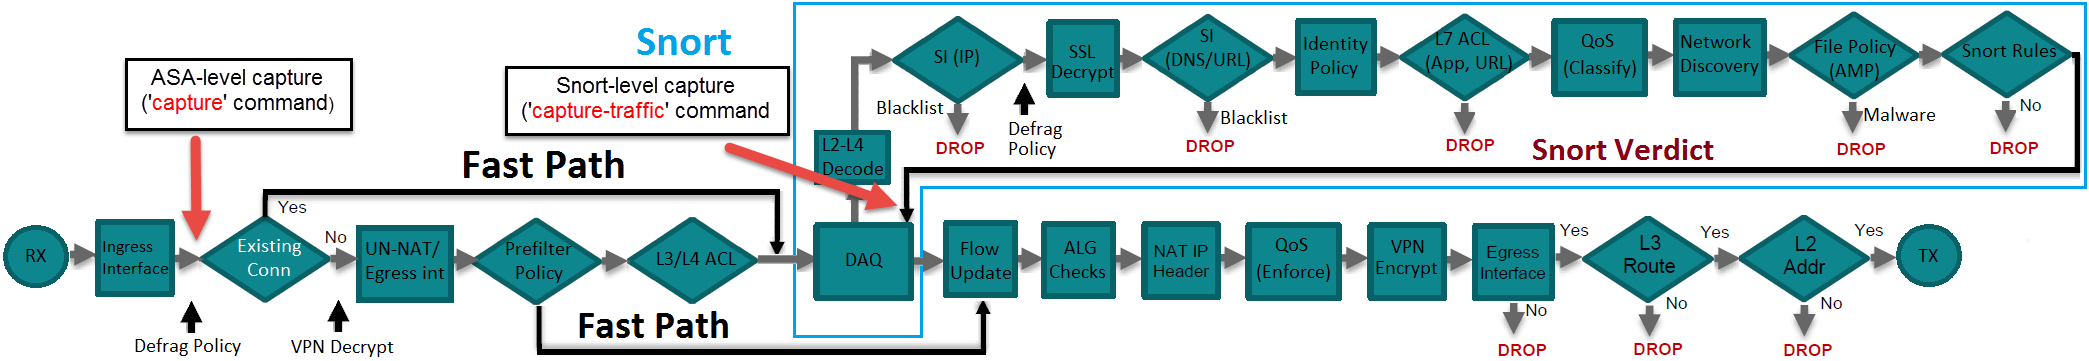 Snort
ASA-level capture
('capture' command)
Snort-level capture
('capture-traffic' command
SI (IP)
SSL
Decrypt
SI
(DNS/URL)
Identity
Policy
L7 ACL
(App, URL)
QoS
(Classify)
Network
Discovery
File Policy
(AMP)
Snort Rules
Blacklist
DROP
Defrag
Policy
Blacklist
DROP
DROP
Malware
DROP
No
DROP
Snort Verdict
L2-L4
Decode
Fast Path
Yes
RX
Ingress
Interface
Existing
Conn
No
UN-NAT/
Egress int
Prefilter
Policy
L3/L4 ACL
DAQ
Flow
Update
ALG
Checks
NAT IP
Header
QoS
(Enforce)
VPN
Encrypt
Egress
Interface
Yes
L3
Route
Yes
L2
Addr
Yes
TX
Defrag Policy
VPN Decrypt
Fast Path
No
DROP
No
DROP
No
DROP